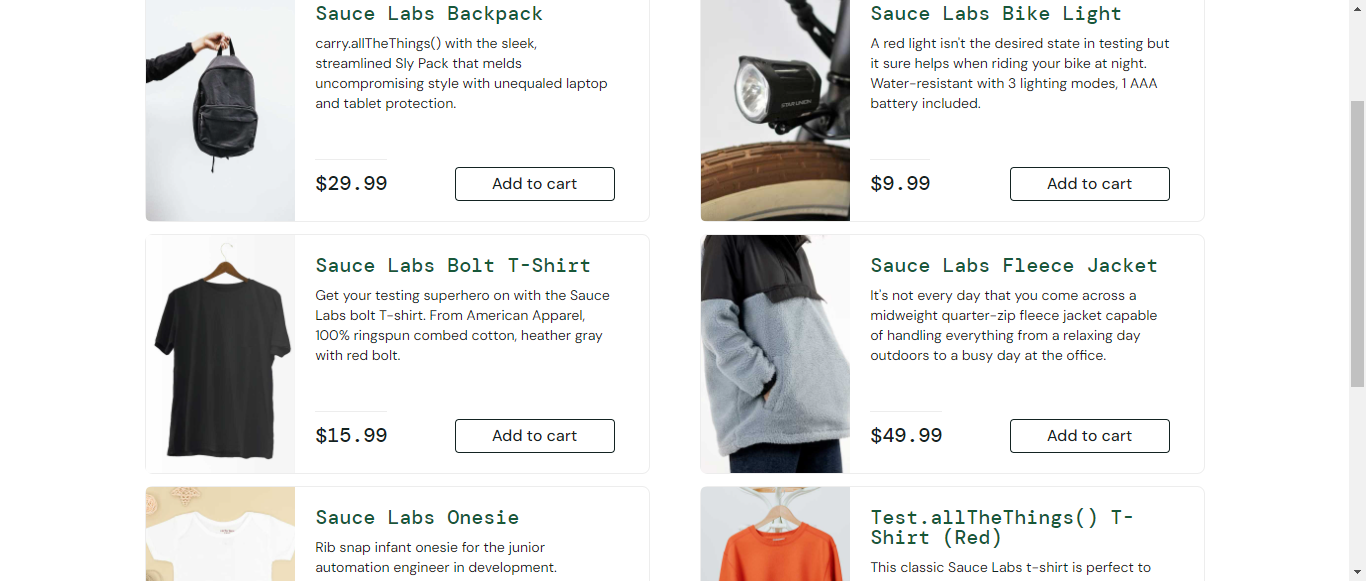 Sauce Labs Backpack
carry.allTheThings() with the sleek,
streamlined Sly Pack that melds
uncompromising style with unequaled laptop
and tablet protection.
$29.99
Add to cart
Sauce Labs Bike Light
A red light isn't the desired state in testing but
it sure helps when riding your bike at night.
Water-resistant with 3 lighting modes, 1 AAA
battery included.
$9.99
Add to cart
STAR UNION
Sauce Labs Bolt T-Shirt
Get your testing superhero on with the Sauce
Labs bolt T-shirt. From American Apparel,
100% ringspun combed cotton, heather gray
with red bolt.
$15.99
Add to cart
Sauce Labs Fleece Jacket
It's not every day that you come across a
midweight quarter-zip fleece jacket capable
of handling everything from a relaxing day
outdoors to a busy day at the office.
$49.99
Add to cart
Sauce Labs Onesie
Rib snap infant onesie for the junior
automation engineer in development.
Test.allTheThings() T-
Shirt (Red)
This classic Sauce Labs t-shirt is perfect to